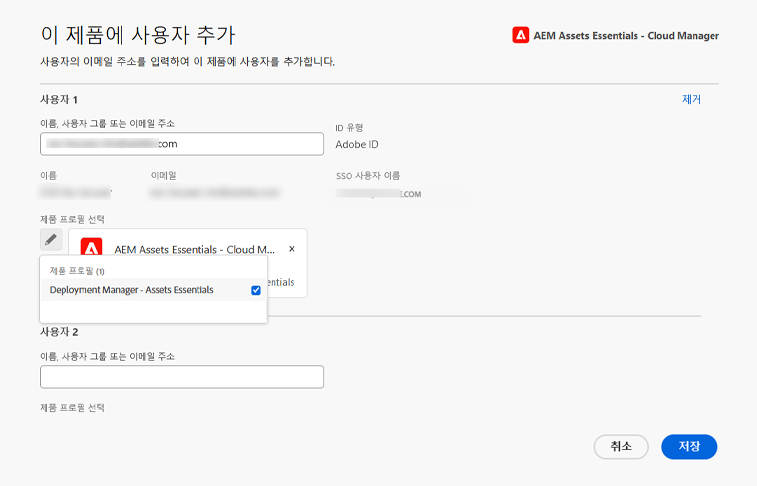 이 제품에 사용자 추가
AEM Assets Essentials - Cloud Manager
사용자의 이메일 주소를 입력하여 이 제품에 사용자를 추가합니다.
사용자 1
제거
이름, 사용자 그룹 또는 이메일 주소
ID 유형
com
Adobe ID
이름
이메일
SSO 사용자 이름
.COM
제품 프로필 선택
AEM Assets Essentials - Cloud M... ×
제품 프로필 (1)
Deployment Manager - Assets Essentials
entials
사용자 2
이름, 사용자 그룹 또는 이메일 주소
제품 프로필 선택
취소
저장